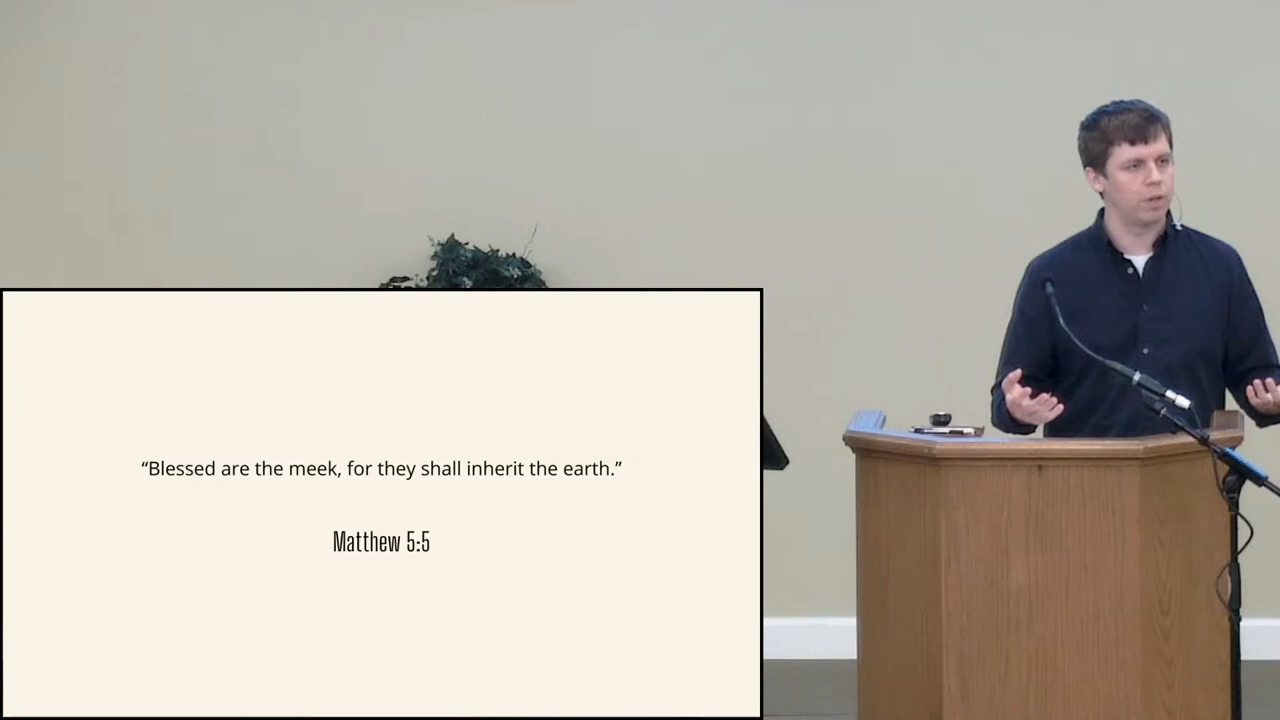 “Blessed are the meek, for they shall inherit the earth.”
Matthew 5:5